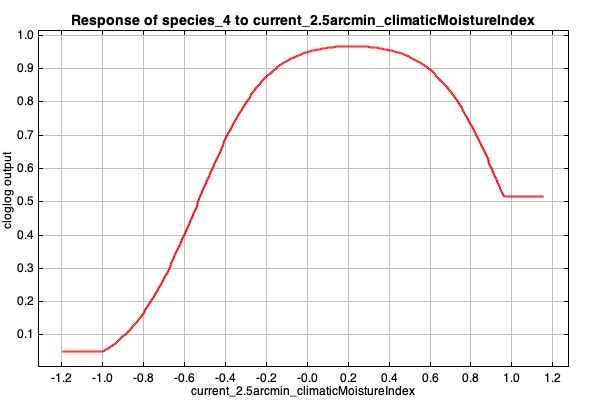 Response of species_4 to current_2.5arcmin_climaticMoistureIndex
1.0
0.9
0.8
0.7
0.6
0.5
0.4
0.3
0.2
0.1
cloglog output
-1.2 -1.0 -0.8 -0.6 -0.4 -0.2 -0.0 0.2 0.4 0.6 0.8 1.0 1.2
current_2.5arcmin_climaticMoistureIndex